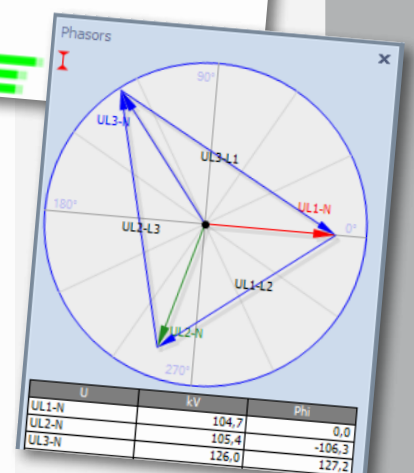 Phasors
90°
UL3-N
UL3-L1
UL1-N
180°
0°
UL2-L3
UL1-L2
UL2-N
270°
U kV Phi
UL1-N 104,7 0,0
UL2-N 105,4 -106,3
UL3-N 126,0 127,2